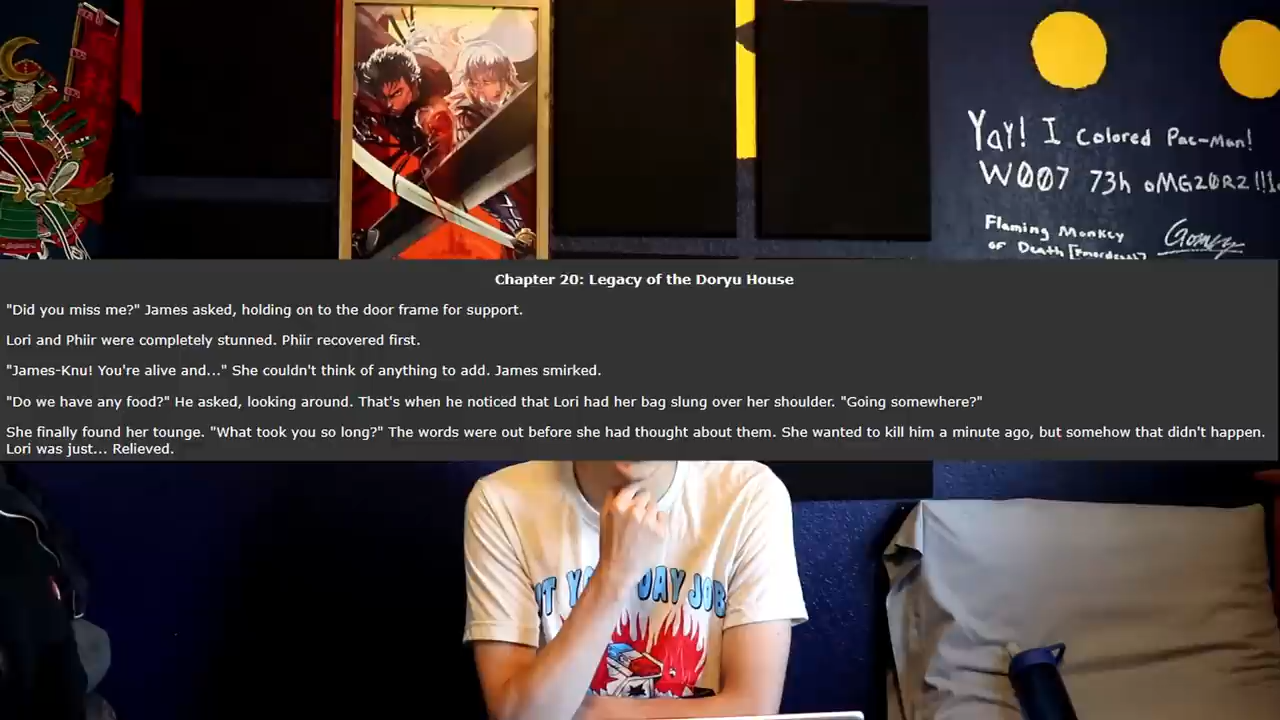 Yay! I Colored Pac-Man!
W007 73h oMG20R2!!1
Flaming Monkey
of Death
Chapter 20: Legacy of the Doryu House
"Did you miss me?" James asked, holding on to the door frame for support.
Lori and Phiir were completely stunned. Phiir recovered first.
"James-Knu! You're alive and..." She couldn't think of anything to add. James smirked.
"Do we have any food?" He asked, looking around. That's when he noticed that Lori had her bag slung over her shoulder. "Going somewhere?"
She finally found her tounge. "What took you so long?" The words were out before she had thought about them. She wanted to kill him a minute ago, but somehow that didn't happen.
Lori was just... Relieved.
DAY JOB